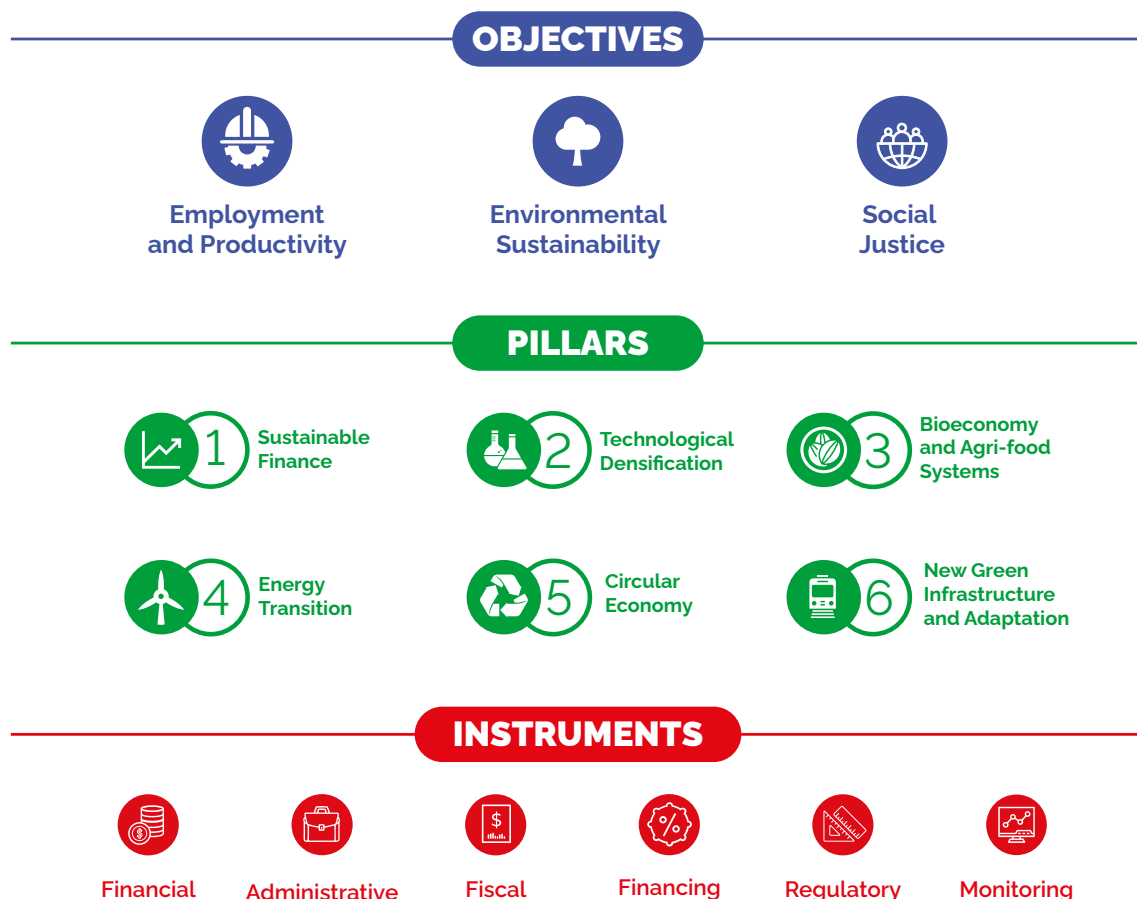 OBJECTIVES
Employment
and Productivity
Environmental
Sustainability
Social
Justice
PILLARS
1
Sustainable
Finance
2
Technological
Densification
3
Bioeconomy
and Agri-food
Systems
4
Energy
Transition
5
Circular
Economy
6
New Green
Infrastructure
and Adaptation
INSTRUMENTS
$
$
%
Financial
Administrative
Fiscal
Financing
Regulatory
Monitoring